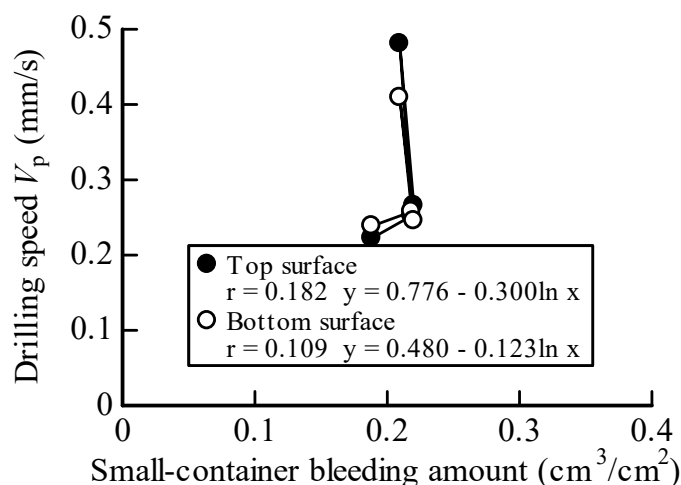 0.5
0.4
0.3
0.2
0.1
0
Drilling speed Vp (mm/s)
Top surface
r = 0.182 y = 0.776 - 0.300ln x
Bottom surface
r = 0.109 y = 0.480 - 0.123ln x
0 0.1 0.2 0.3 0.4
Small-container bleeding amount (cm³/cm²)